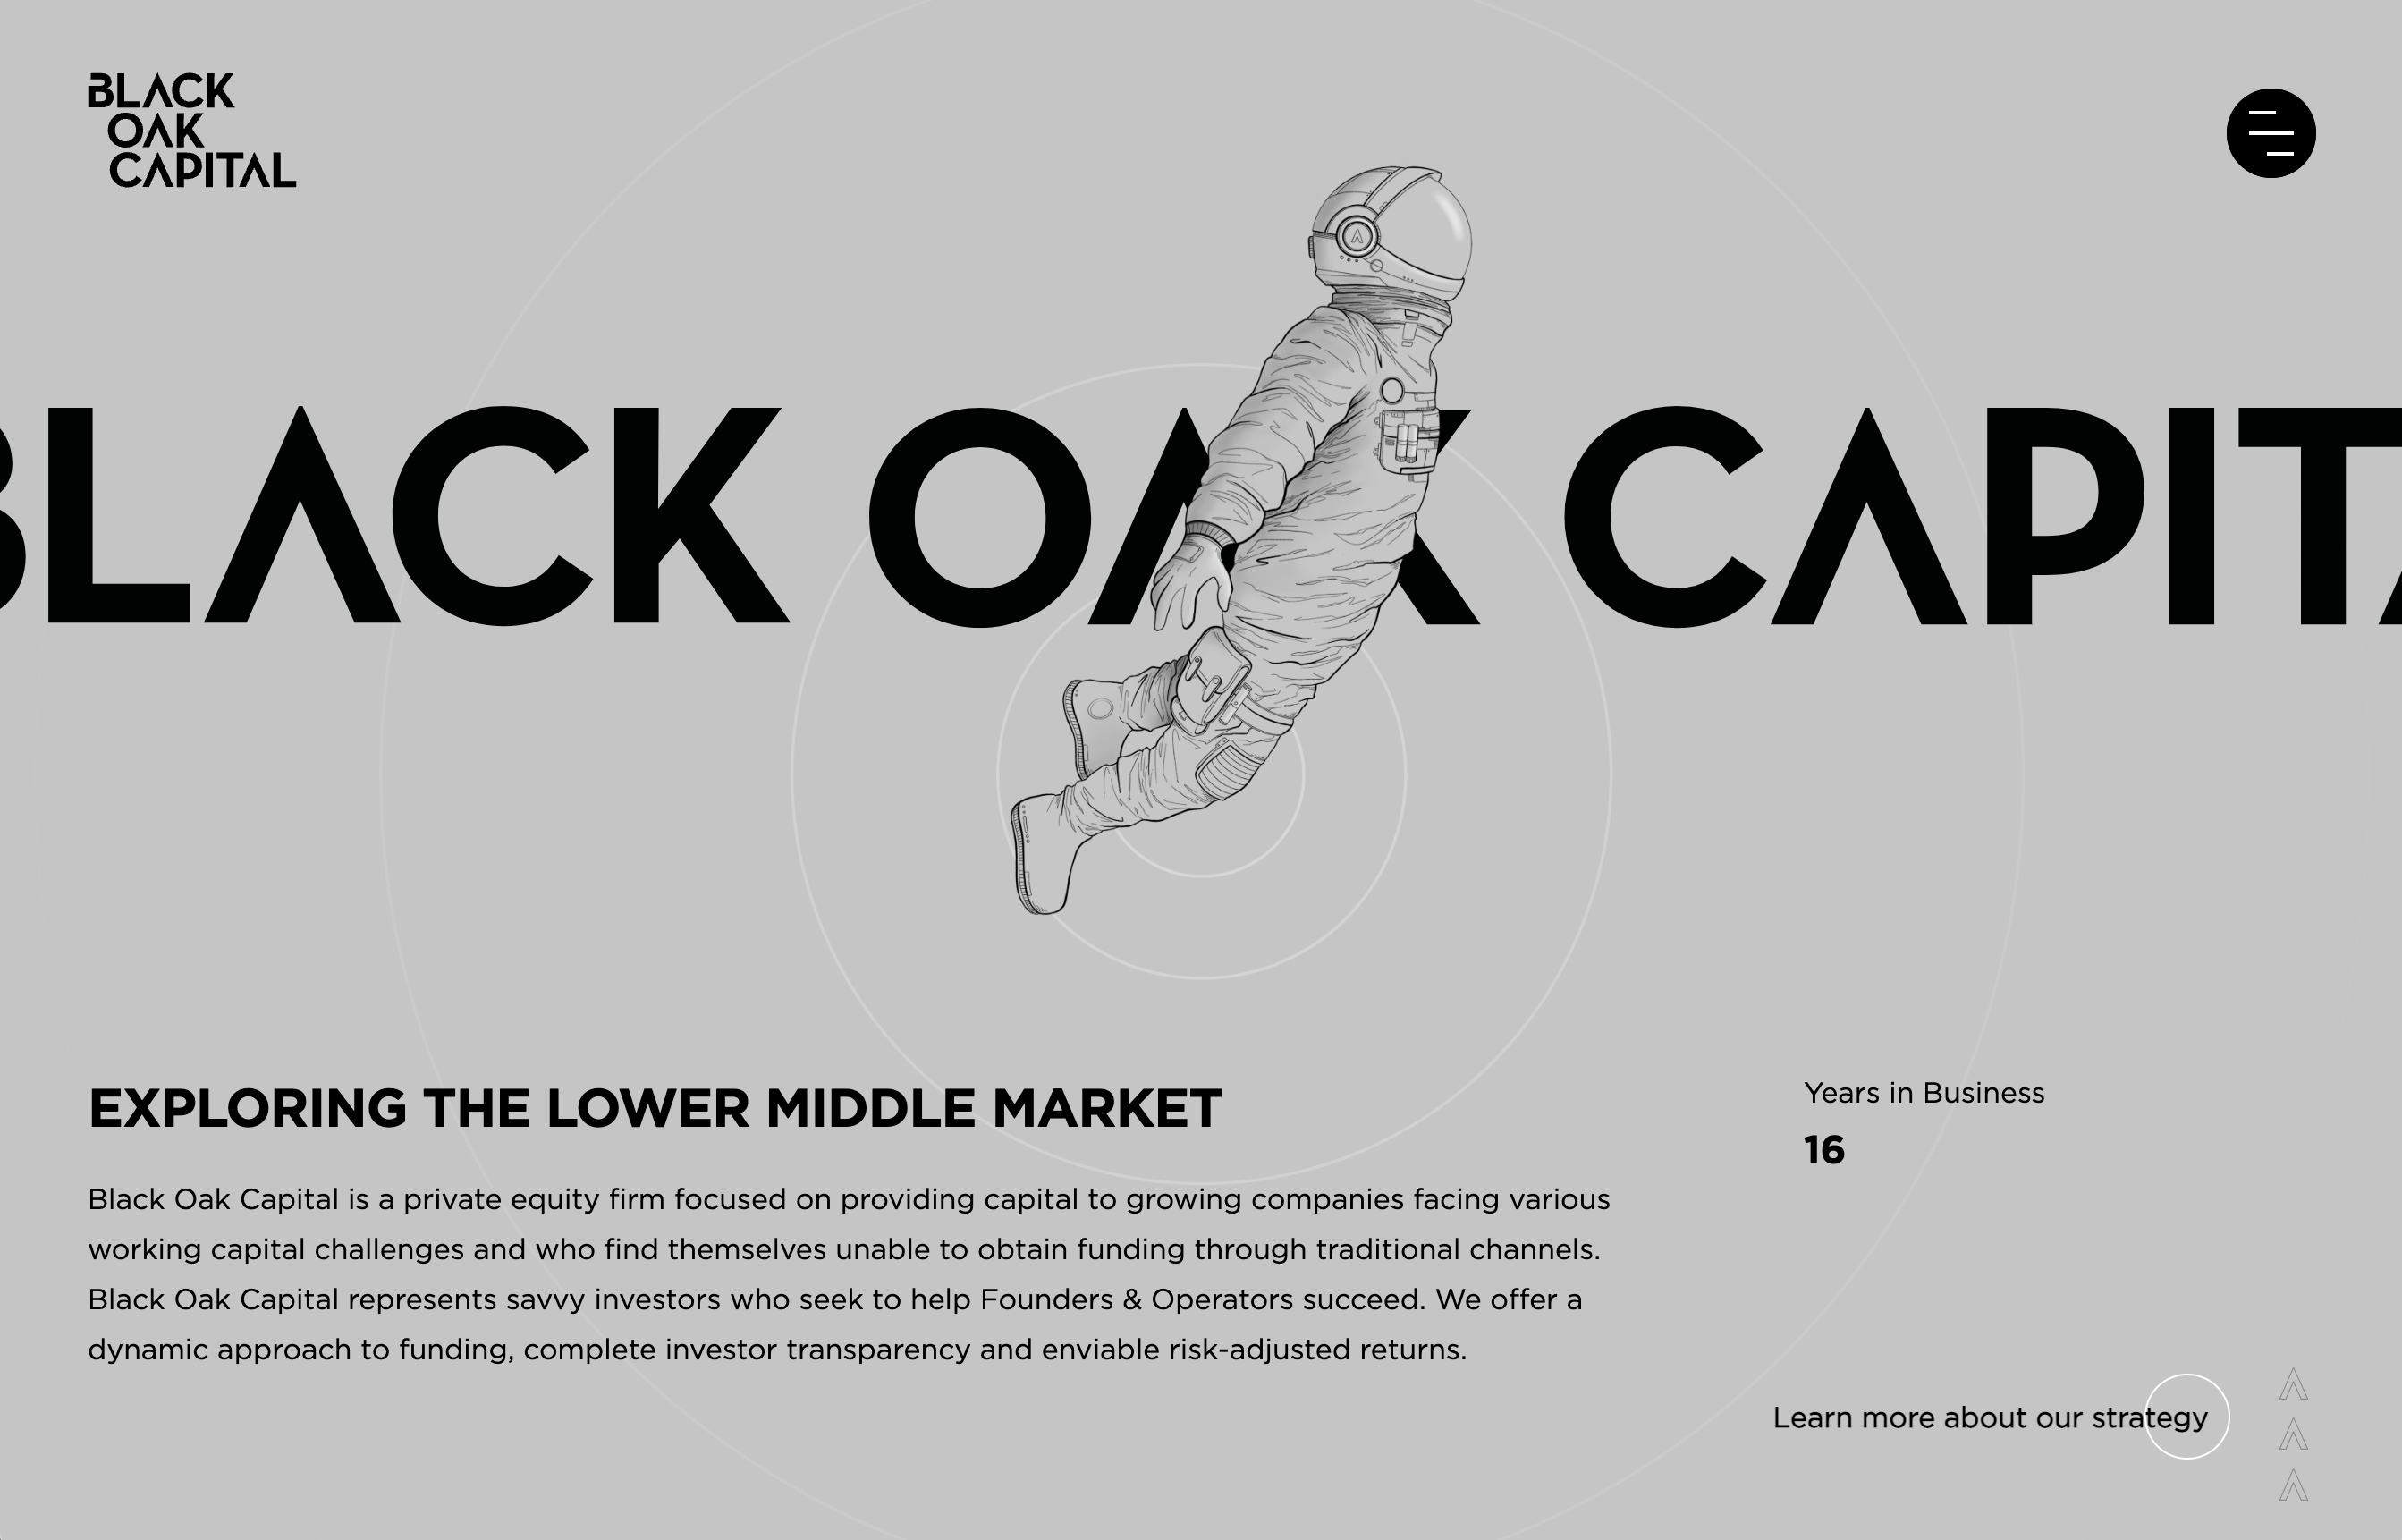 BLACK
OAK
CAPITAL
BLACK OAK CAPITA
EXPLORING THE LOWER MIDDLE MARKET
Black Oak Capital is a private equity firm focused on providing capital to growing companies facing various
working capital challenges and who find themselves unable to obtain funding through traditional channels.
Black Oak Capital represents savvy investors who seek to help Founders & Operators succeed. We offer a
dynamic approach to funding, complete investor transparency and enviable risk-adjusted returns.
Years in Business
16
Learn more about our strategy